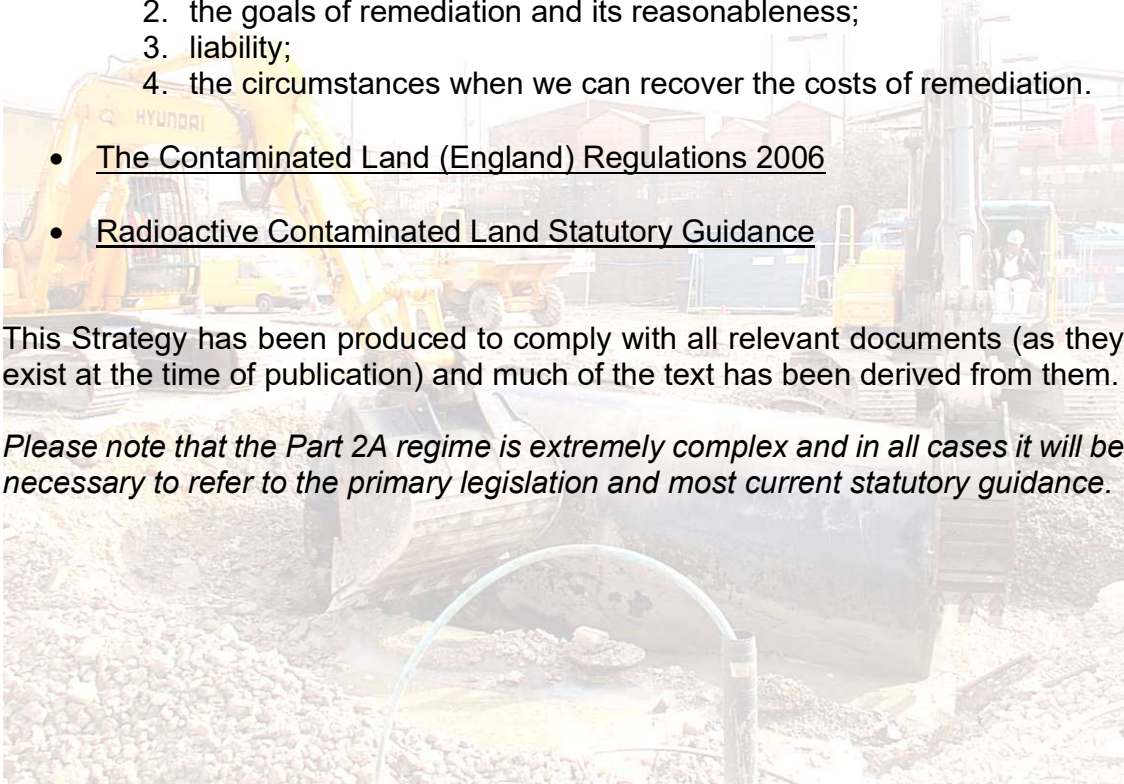 2. the goals of remediation and its reasonableness;
3. liability;
4. the circumstances when we can recover the costs of remediation.
HYUNDAI
• The Contaminated Land (England) Regulations 2006
• Radioactive Contaminated Land Statutory Guidance
This Strategy has been produced to comply with all relevant documents (as they
exist at the time of publication) and much of the text has been derived from them.
Please note that the Part 2A regime is extremely complex and in all cases it will be
necessary to refer to the primary legislation and most current statutory guidance.